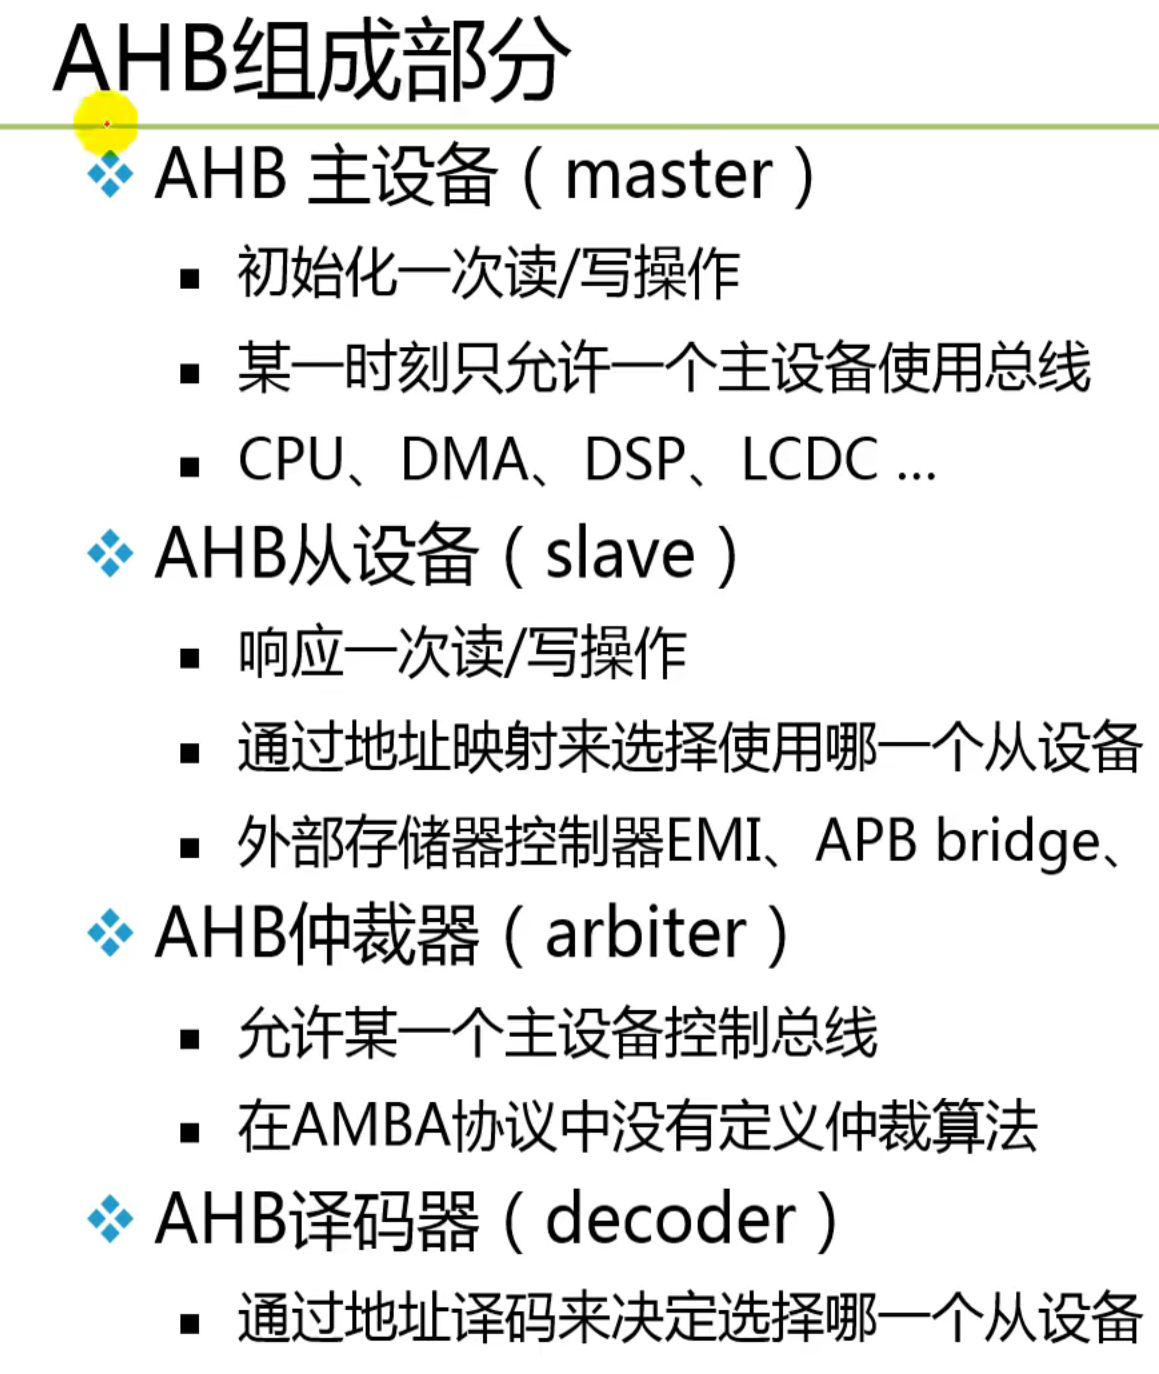 AHB组成部分
AHB 主设备（master）
初始化一次读/写操作
某一时刻只允许一个主设备使用总线
CPU、DMA、DSP、LCDC ...
AHB从设备（slave）
响应一次读/写操作
通过地址映射来选择使用哪一个从设备
外部存储器控制器EMI、APB bridge、
AHB仲裁器（arbiter）
允许某一个主设备控制总线
在AMBA协议中没有定义仲裁算法
AHB译码器（decoder）
通过地址译码来决定选择哪一个从设备